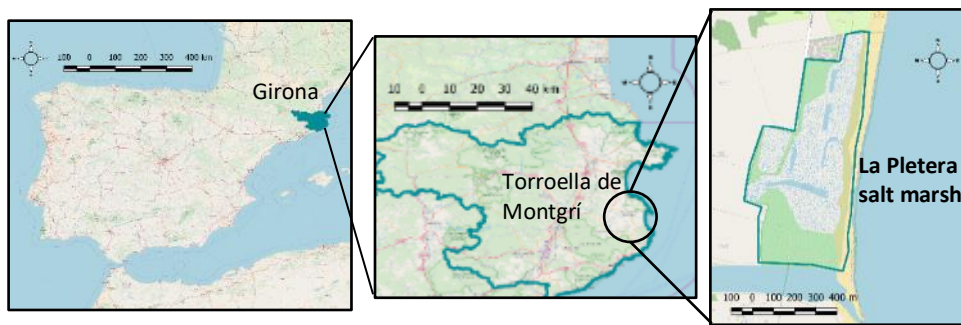 100 0 100 200 300 400 km
Girona
10 0 10 20 30 40 km
Torroella de
Montgrí
La Pletera
salt marsh
100 0 100 200 300 400 m